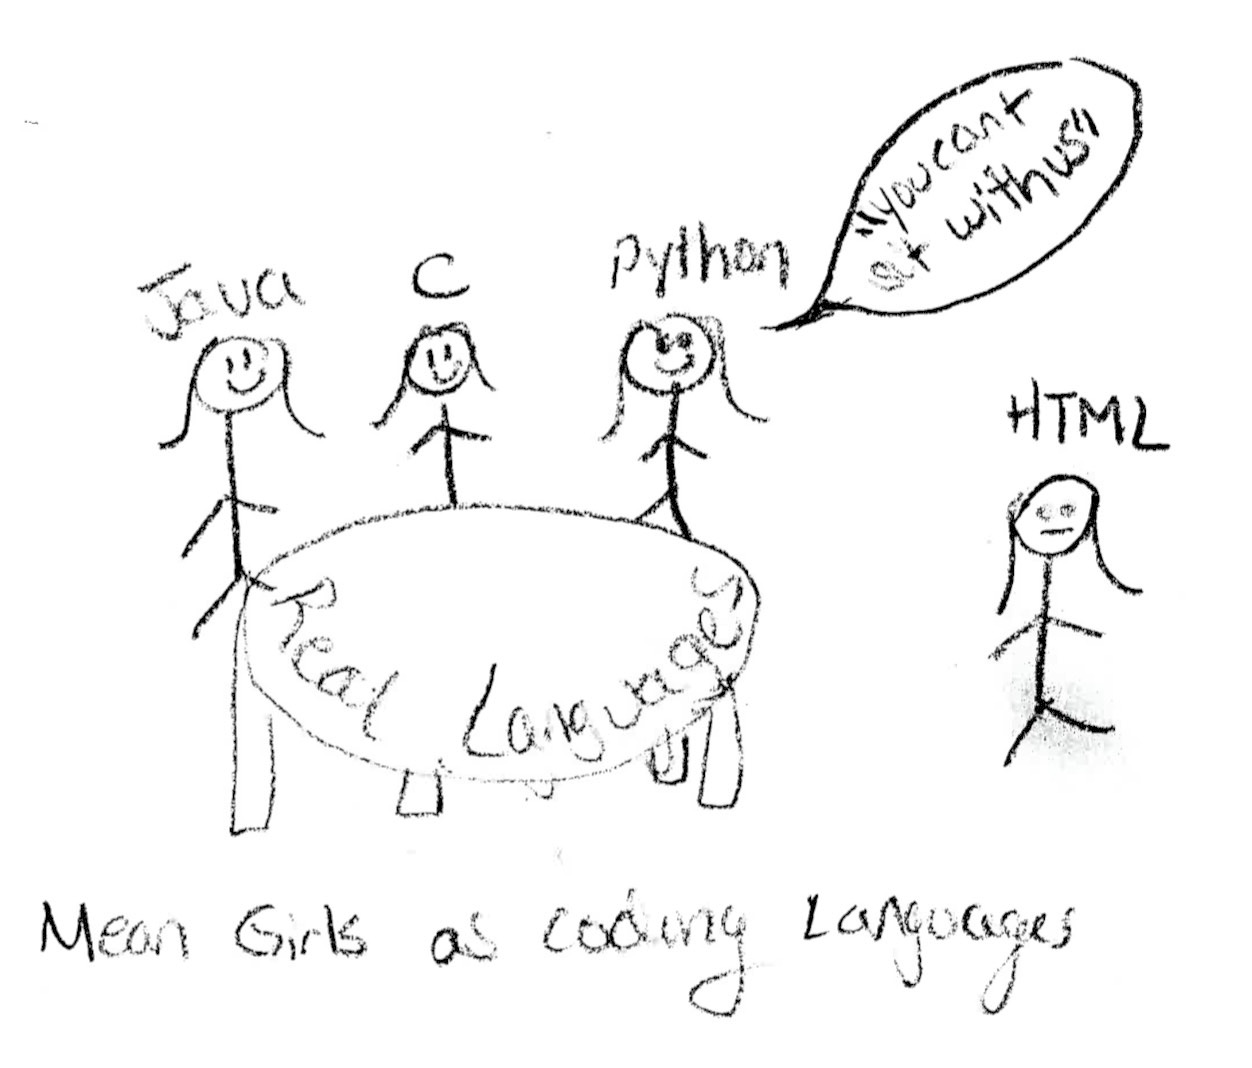 "you cant
sit with us"
Java
C
Python
HTML
Real Languages
Mean Girls as coding Languages